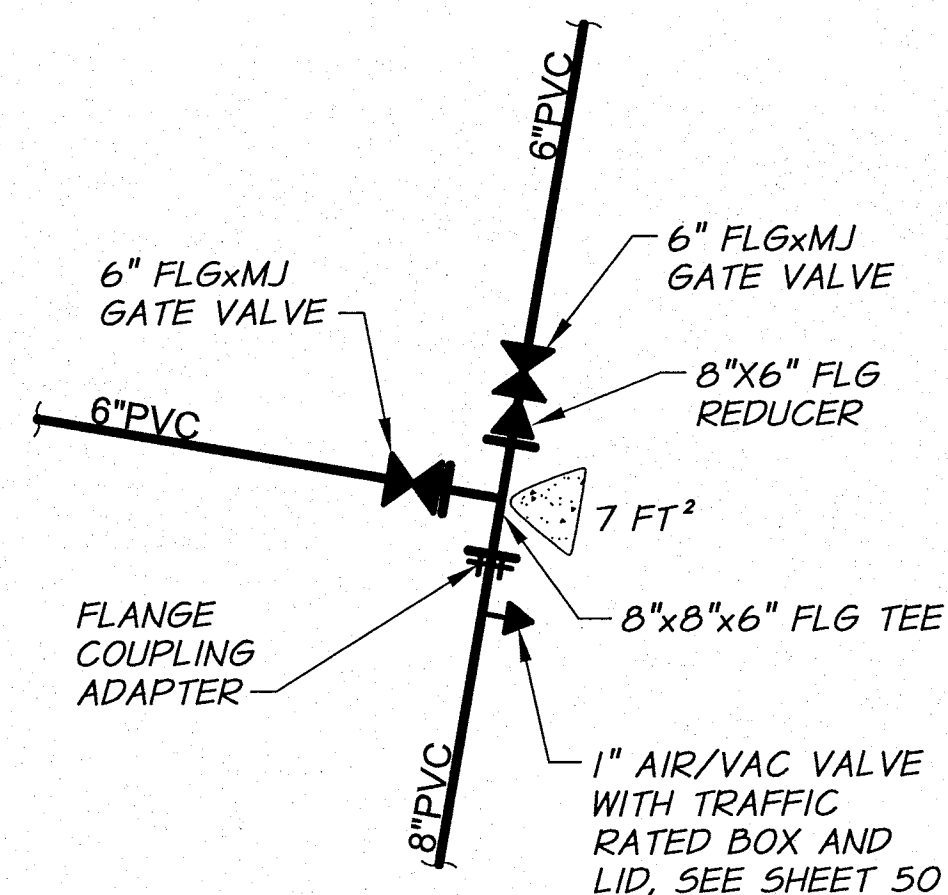 6"PVC
6" FLGxMJ
GATE VALVE
6" FLGxMJ
GATE VALVE
8"X6" FLG
REDUCER
6"PVC
7 FT²
FLANGE
COUPLING
ADAPTER
8"x8"x6" FLG TEE
8"PVC
1" AIR/VAC VALVE
WITH TRAFFIC
RATED BOX AND
LID, SEE SHEET 50